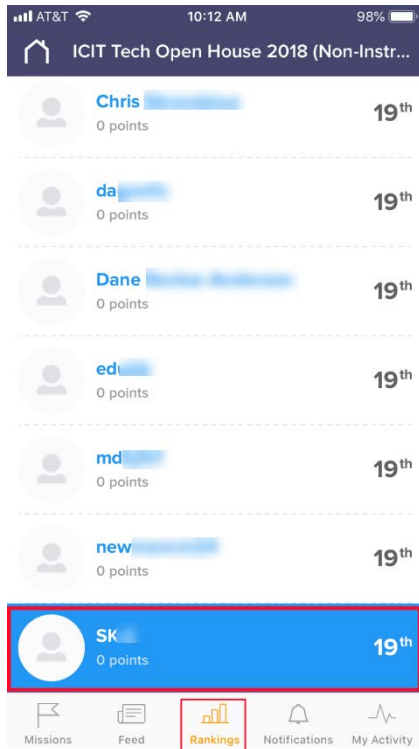 AT&T 10:12 AM 98%
ICIT Tech Open House 2018 (Non-Instr...
Chris
0 points
19th
da
0 points
19th
Dane
0 points
19th
edu
0 points
19th
md
0 points
19th
new
0 points
19th
SK
0 points
19th
Missions Feed Rankings Notifications My Activity